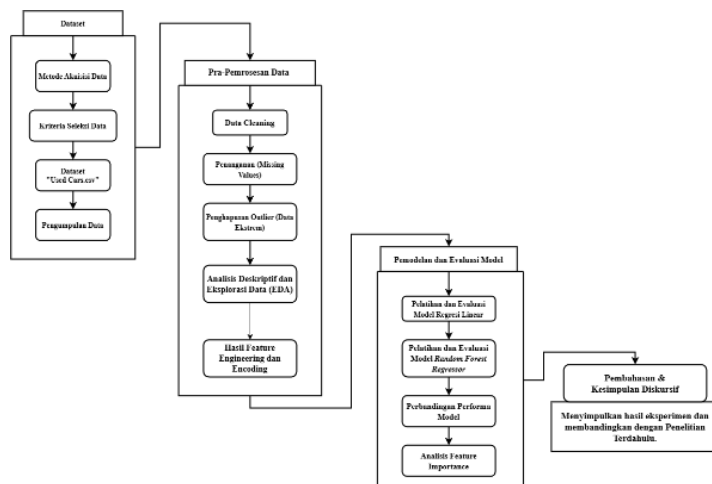 Dataset
Metode Akuisisi Data
Kriteria Seleksi Data
Dataset
"Used Cars.csv"
Pengumpulan Data
Pra-Pemrosesan Data
Data Cleaning
Penanganan (Missing
Values)
Penghapusan Outlier (Data
Ekstrem)
Analisis Deskriptif dan
Eksplorasi Data (EDA)
Hasil Feature
Engineering dan
Encoding
Pemodelan dan Evaluasi Model
Pelatihan dan Evaluasi
Model Regresi Linear
Pelatihan dan Evaluasi
Model Random Forest
Regressor
Perbandingan Performa
Model
Analisis Feature
Importance
Pembahasan &
Kesimpulan Diskursif
Menyimpulkan hasil eksperimen dan
membandingkan dengan Penelitian
Terdahulu.